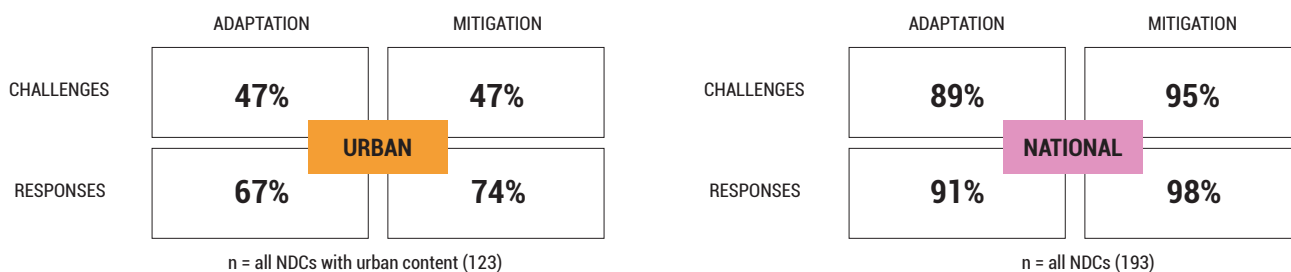 ADAPTATION MITIGATION
CHALLENGES 47% 47%
URBAN
RESPONSES 67% 74%
n = all NDCs with urban content (123)
ADAPTATION MITIGATION
CHALLENGES 89% 95%
NATIONAL
RESPONSES 91% 98%
n = all NDCs (193)